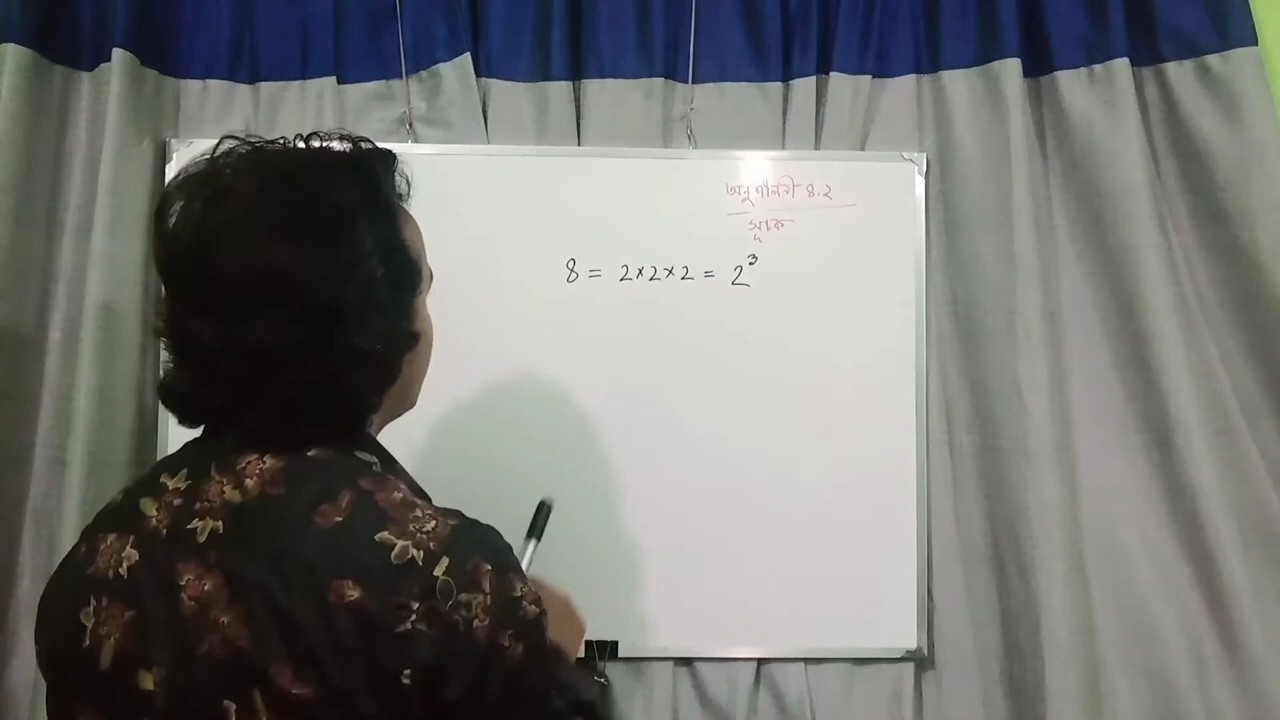 অনুশীলনী ৪.২
সূচক
8 = 2×2×2 = 2³